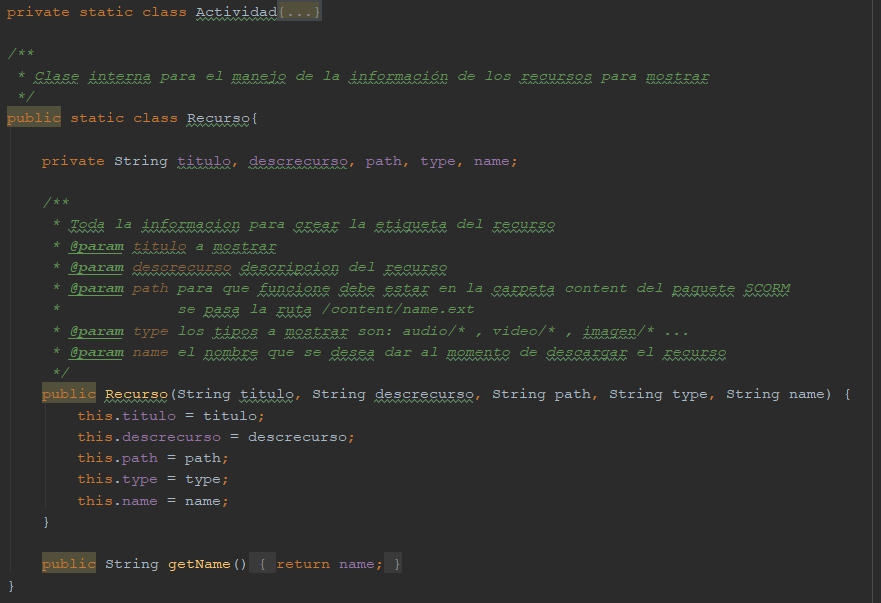 private static class Actividad{...}
/**
* Clase interna para el manejo de la información de los recursos para mostrar
*/
public static class Recurso{
private String titulo, descrecurso, path, type, name;
/**
* Toda la informacion para crear la etiqueta del recurso
* @param titulo a mostrar
* @param descrecurso descripcion del recurso
* @param path para que funcione debe estar en la carpeta content del paquete SCORM
* se pasa la ruta /content/name.ext
* @param type los tipos a mostrar son: audio/* , video/* , imagen/* ...
* @param name el nombre que se desea dar al momento de descargar el recurso
*/
public Recurso(String titulo, String descrecurso, String path, String type, String name) {
this.titulo = titulo;
this.descrecurso = descrecurso;
this.path = path;
this.type = type;
this.name = name;
}
public String getName() { return name; }
}